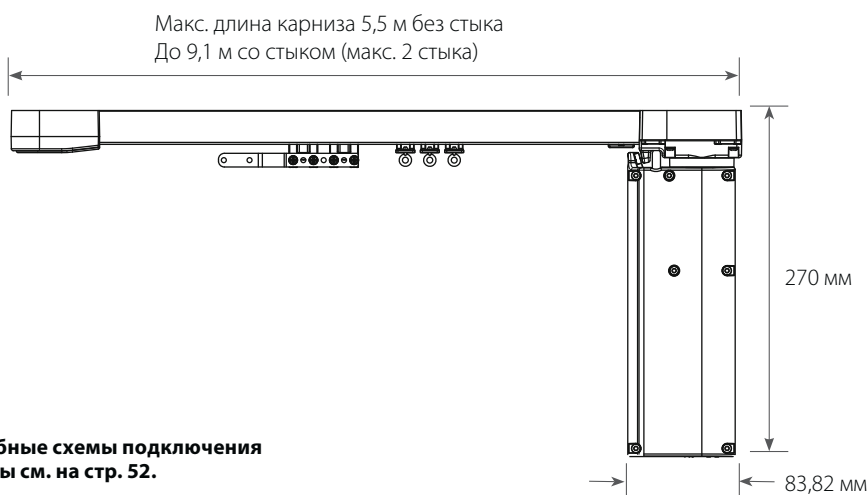 Макс. длина карниза 5,5 м без стыка
До 9,1 м со стыком (макс. 2 стыка)
270 мм
схемы подключения
см. на стр. 52.
83,82 мм